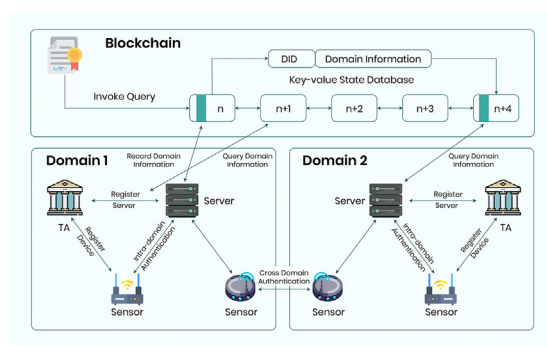 Blockchain
DID
Domain Information
Key-value State Database
Invoke Query
n
n+1
n+2
n+3
n+4
Domain 1
Record Domain
Information
Query Domain
Information
Register
Server
TA
Server
Register
Device
Intra-domain
Authentication
Sensor
Sensor
Cross Domain
Authentication
Domain 2
Query Domain
Information
Server
Register
Server
TA
Intra-domain
Authentication
Register
Device
Sensor
Sensor